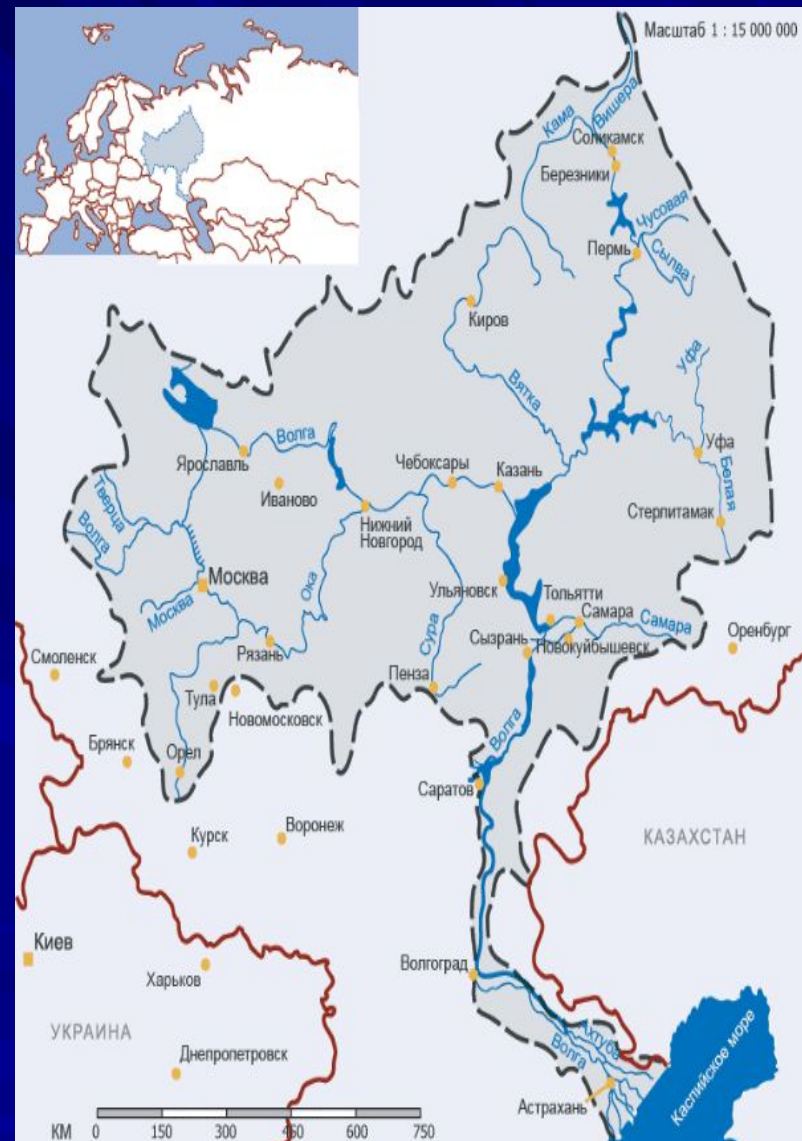 Масштаб 1 : 15 000 000
Кама
Вишера
Соликамск
Березники
Чусовая
Пермь
Сылва
Киров
Вятка
Уфа
Уфа
Белая
Стерлитамак
Волга
Ярославль
Иваново
Чебоксары
Казань
Нижний
Новгород
Тверца
Волга
Москва
Москва
Ока
Рязань
Сура
Ульяновск
Тольятти
Самара
Самара
Сызрань
Новокуйбышевск
Оренбург
Смоленск
Тула
Новомосковск
Пенза
Брянск
Орел
Волга
Саратов
Курск
Воронеж
КАЗАХСТАН
Киев
Харьков
Волгоград
УКРАИНА
Днепропетровск
Ахтуба
Волга
Астрахань
Каспийское море
КМ 0 150 300 450 600 750